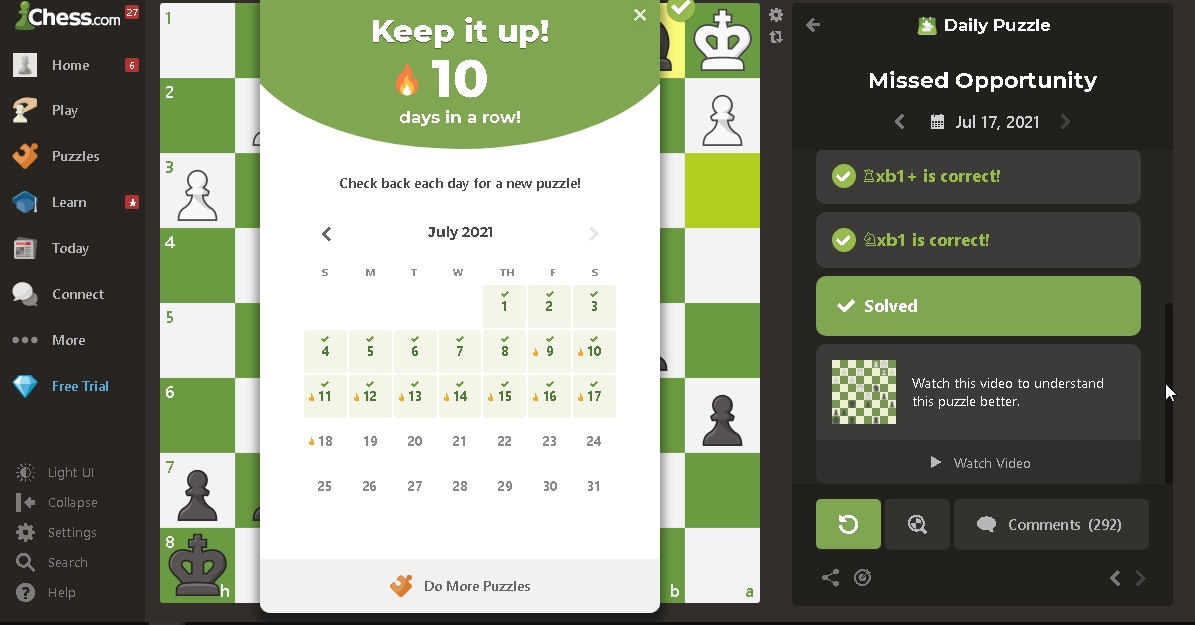 Chess.com 27
Home 6
Play
Puzzles
Learn
Today
Connect
More
Free Trial
Light UI
Collapse
Settings
Search
Help
1
2
3
4
5
6
7
8
h
b
a
Keep it up!
10
days in a row!
Check back each day for a new puzzle!
July 2021
S M T W TH F S
1 2 3
4 5 6 7 8 9 10
11 12 13 14 15 16 17
18 19 20 21 22 23 24
25 26 27 28 29 30 31
Do More Puzzles
Daily Puzzle
Missed Opportunity
Jul 17, 2021
♖xb1+ is correct!
♘xb1 is correct!
Solved
Watch this video to understand
this puzzle better.
Watch Video
Comments (292)